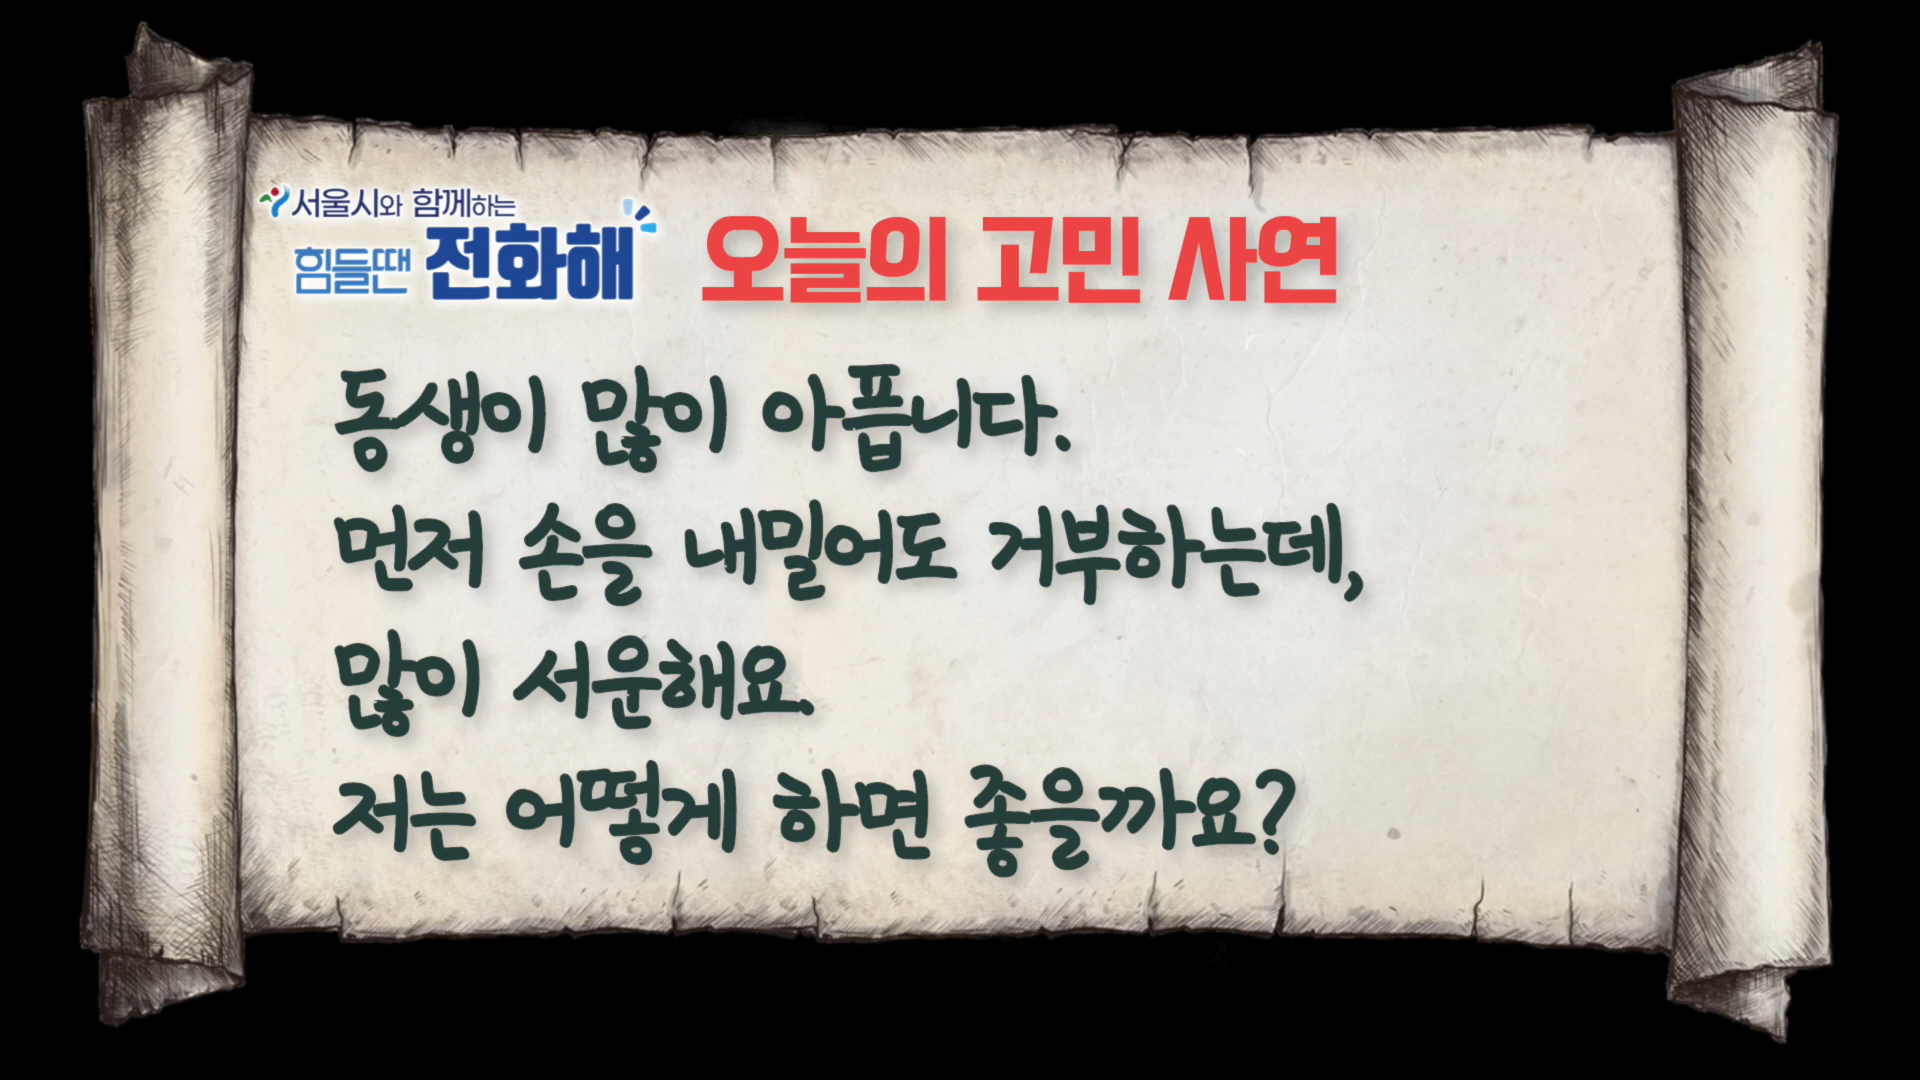 서울시와 함께하는
힘들땐 전화해
오늘의 고민 사연
동생이 많이 아픕니다.
먼저 손을 내밀어도 거부하는데,
많이 서운해요.
저는 어떻게 하면 좋을까요?